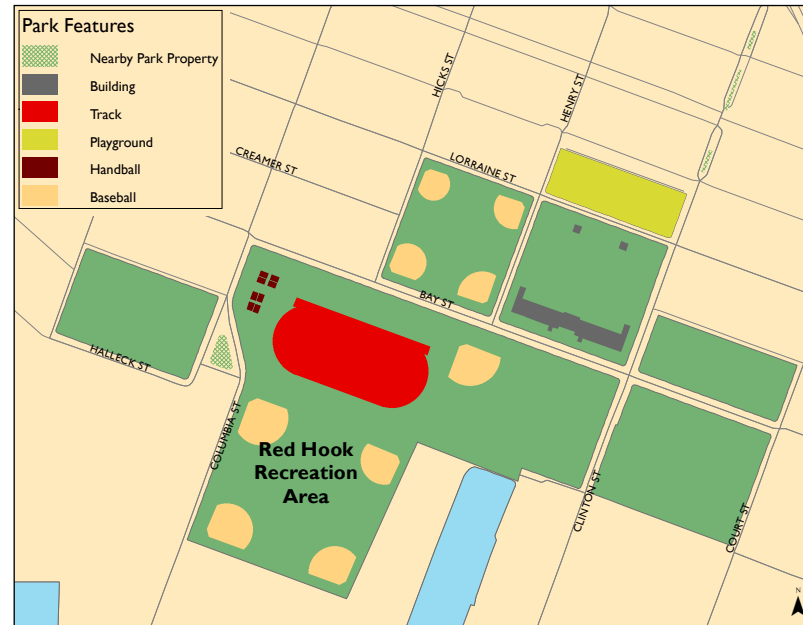 Park Features
Nearby Park Property
Building
Track
Playground
Handball
Baseball
HICKS ST
HENRY ST
LORRAINE ST
CREAMER ST
BAY ST
HALLECK ST
COLUMBIA ST
Red Hook
Recreation
Area
CLINTON ST
COURT ST
N